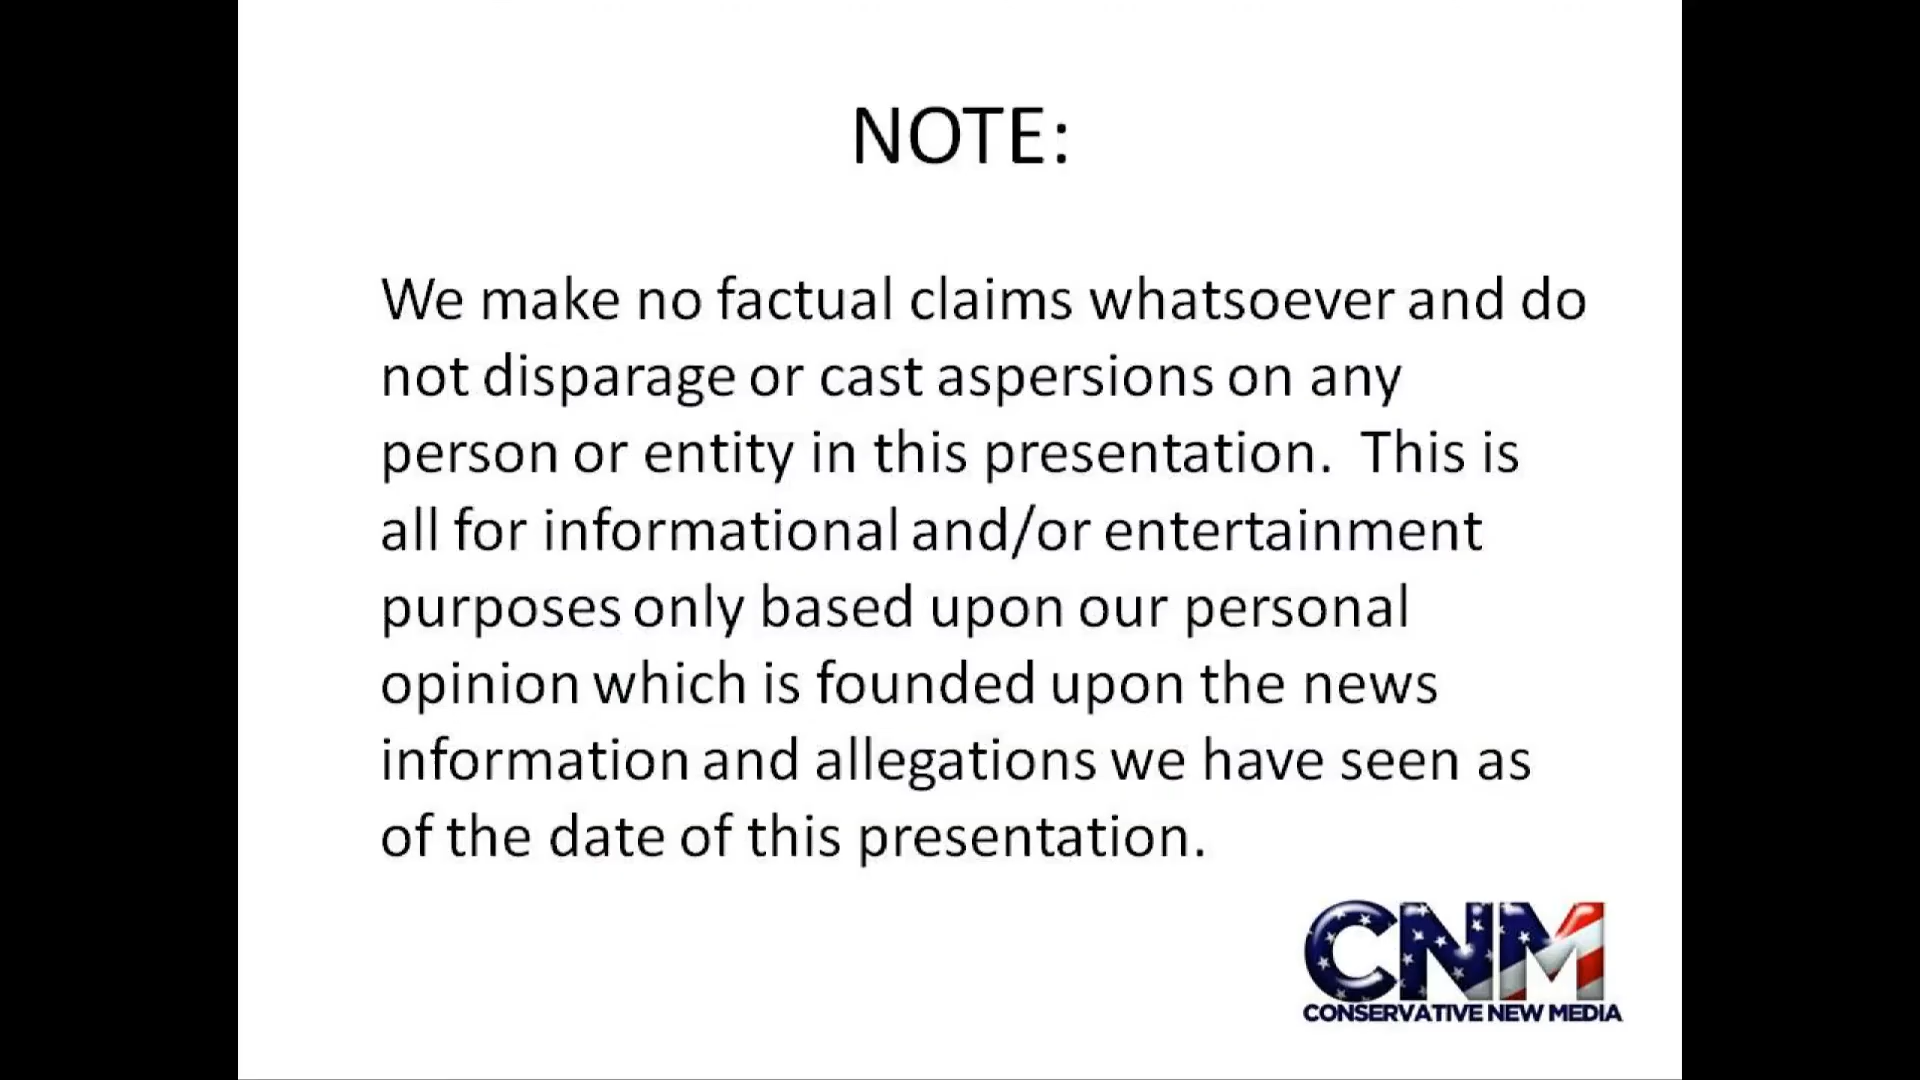 NOTE:
We make no factual claims whatsoever and do
not disparage or cast aspersions on any
person or entity in this presentation.  This is
all for informational and/or entertainment
purposes only based upon our personal
opinion which is founded upon the news
information and allegations we have seen as
of the date of this presentation.
CNM
CONSERVATIVE NEW MEDIA